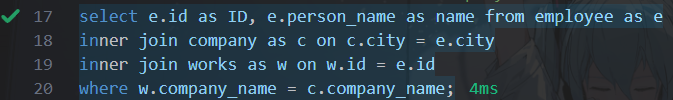 17 select e.id as ID, e.person_name as name from employee as e
18 inner join company as c on c.city = e.city
19 inner join works as w on w.id = e.id
20 where w.company_name = c.company_name; 4ms